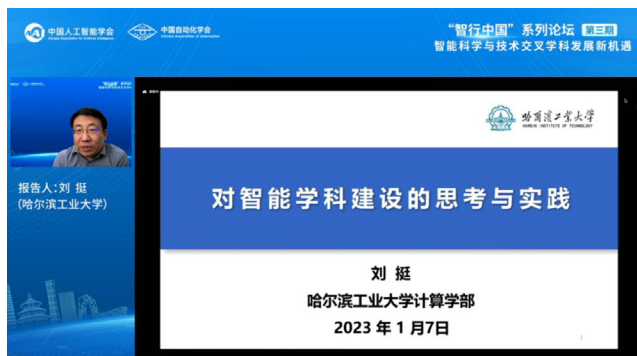 中国人工智能学会
中国自动化学会
“智行中国”系列论坛 第三期
智能科学与技术交叉学科发展新机遇
报告人:刘 挺
(哈尔滨工业大学)
哈尔滨工业大学
HARBIN INSTITUTE OF TECHNOLOGY
对智能学科建设的思考与实践
刘 挺
哈尔滨工业大学计算学部
2023 年 1 月7日